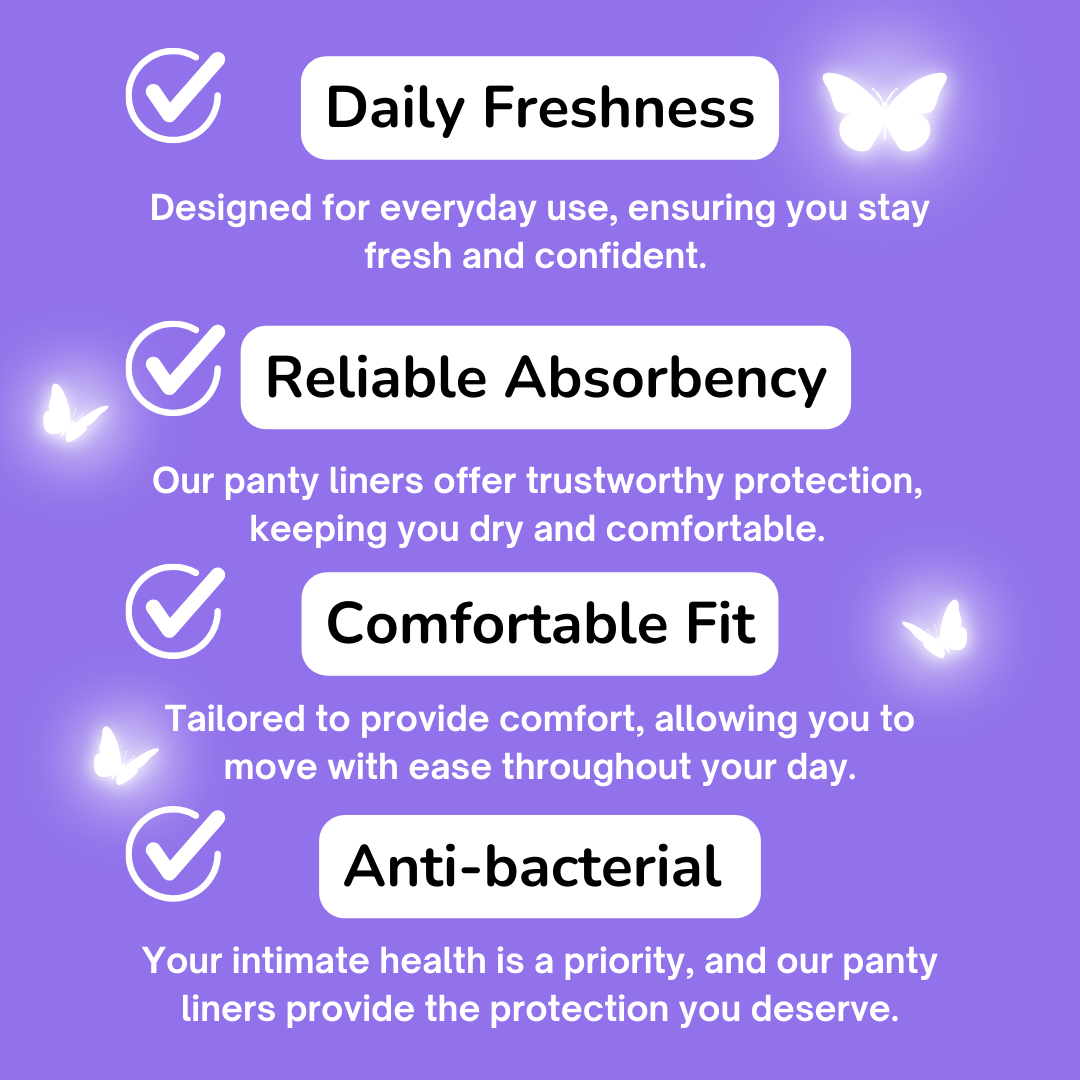 Daily Freshness
Designed for everyday use, ensuring you stay
fresh and confident.
Reliable Absorbency
Our panty liners offer trustworthy protection,
keeping you dry and comfortable.
Comfortable Fit
Tailored to provide comfort, allowing you to
move with ease throughout your day.
Anti-bacterial
Your intimate health is a priority, and our panty
liners provide the protection you deserve.